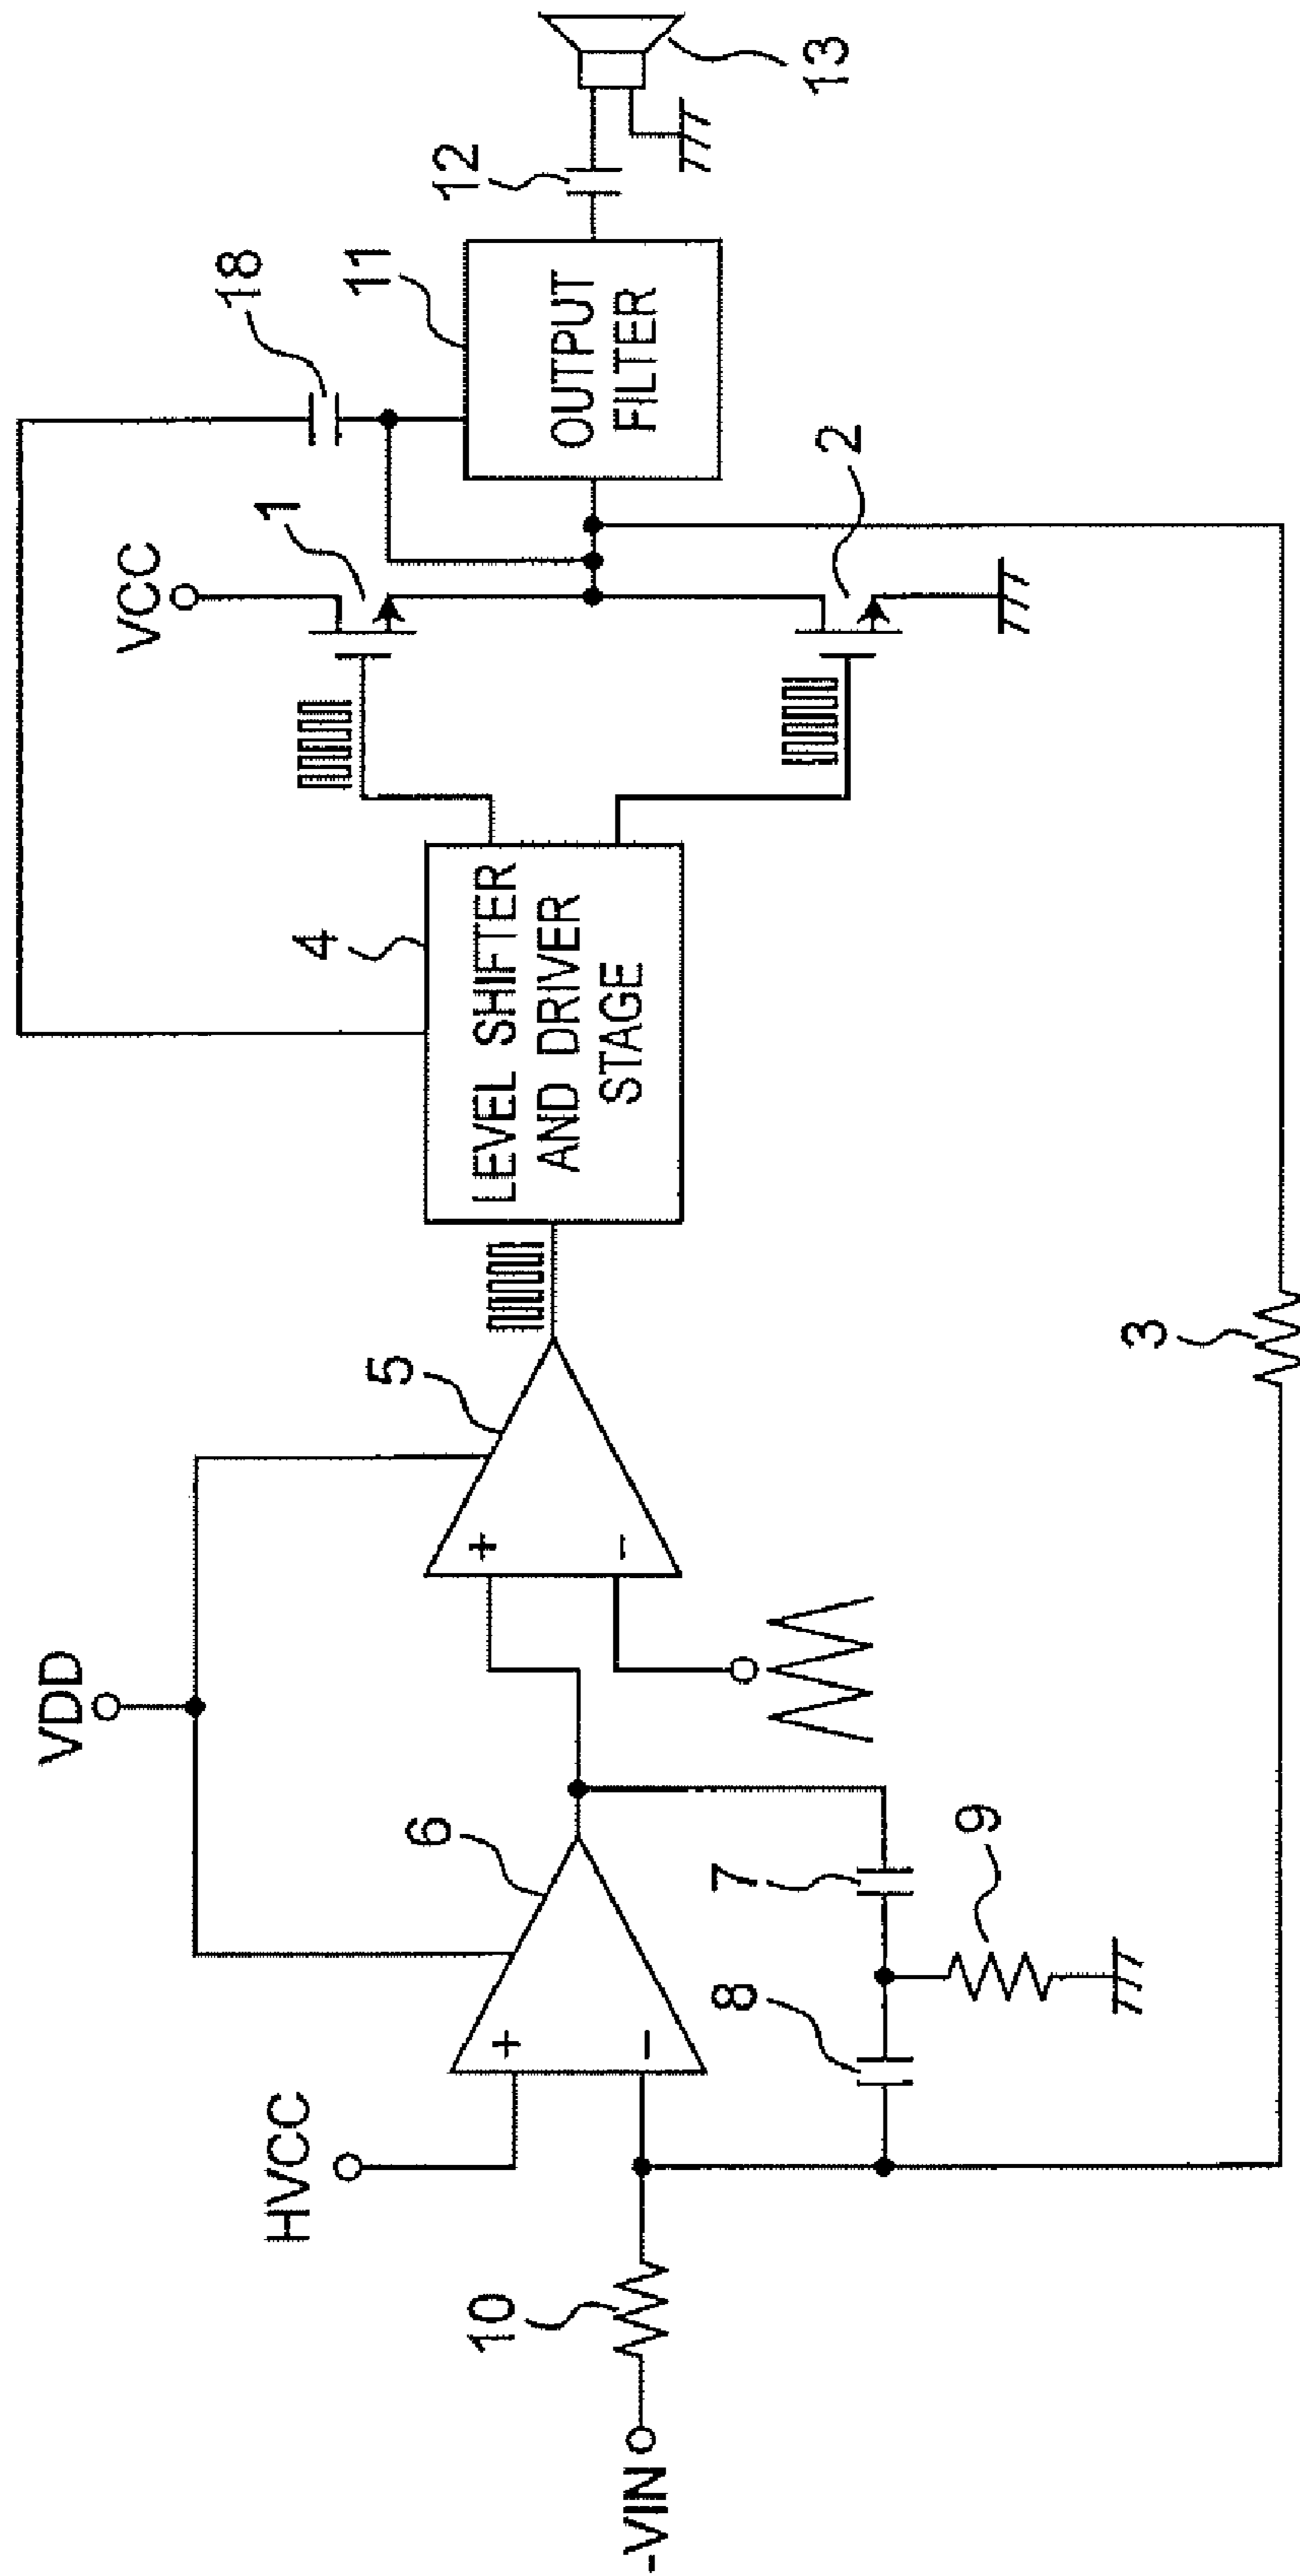 VDD
VCC
HVCC
-VIN
LEVEL SHIFTER
AND DRIVER
STAGE
OUTPUT
FILTER
1
2
3
4
5
6
7
8
9
10
11
12
13
18
+
−
+
−